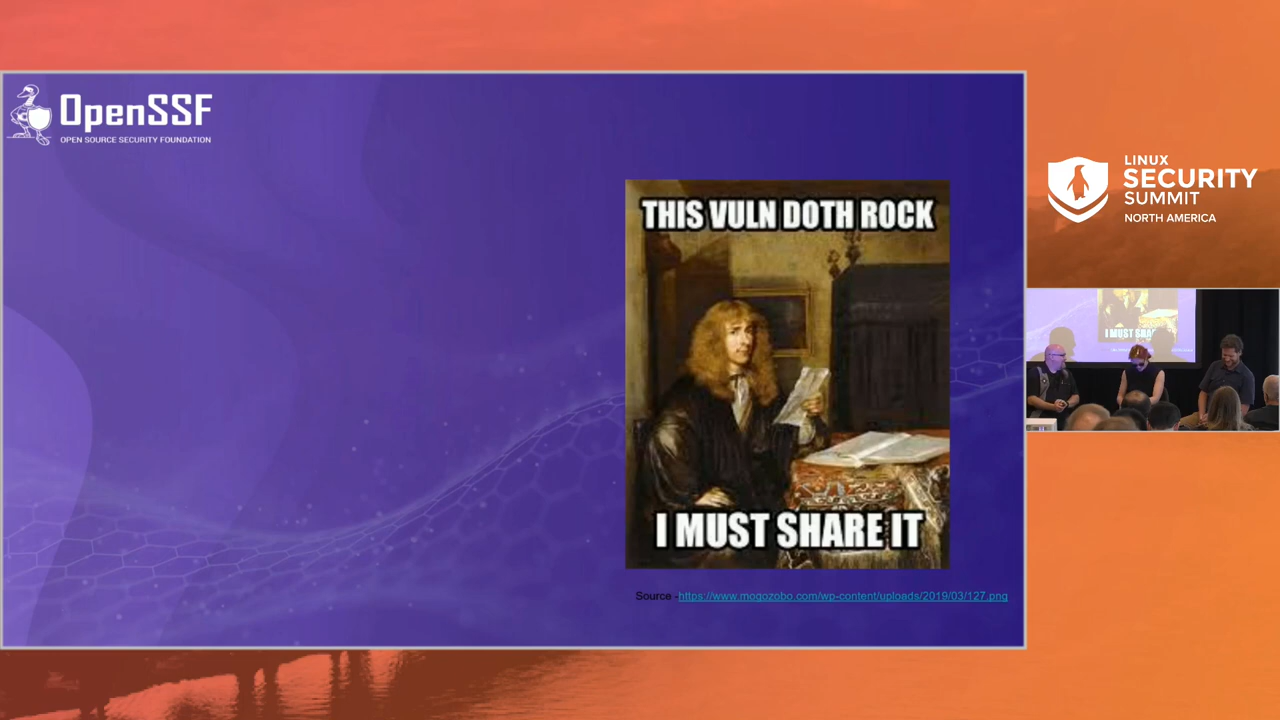 OpenSSF
OPEN SOURCE SECURITY FOUNDATION
THIS VULN DOTH ROCK
I MUST SHARE IT
Source -https://www.mogozobo.com/wp-content/uploads/2019/03/127.png
LINUX
SECURITY
SUMMIT
NORTH AMERICA